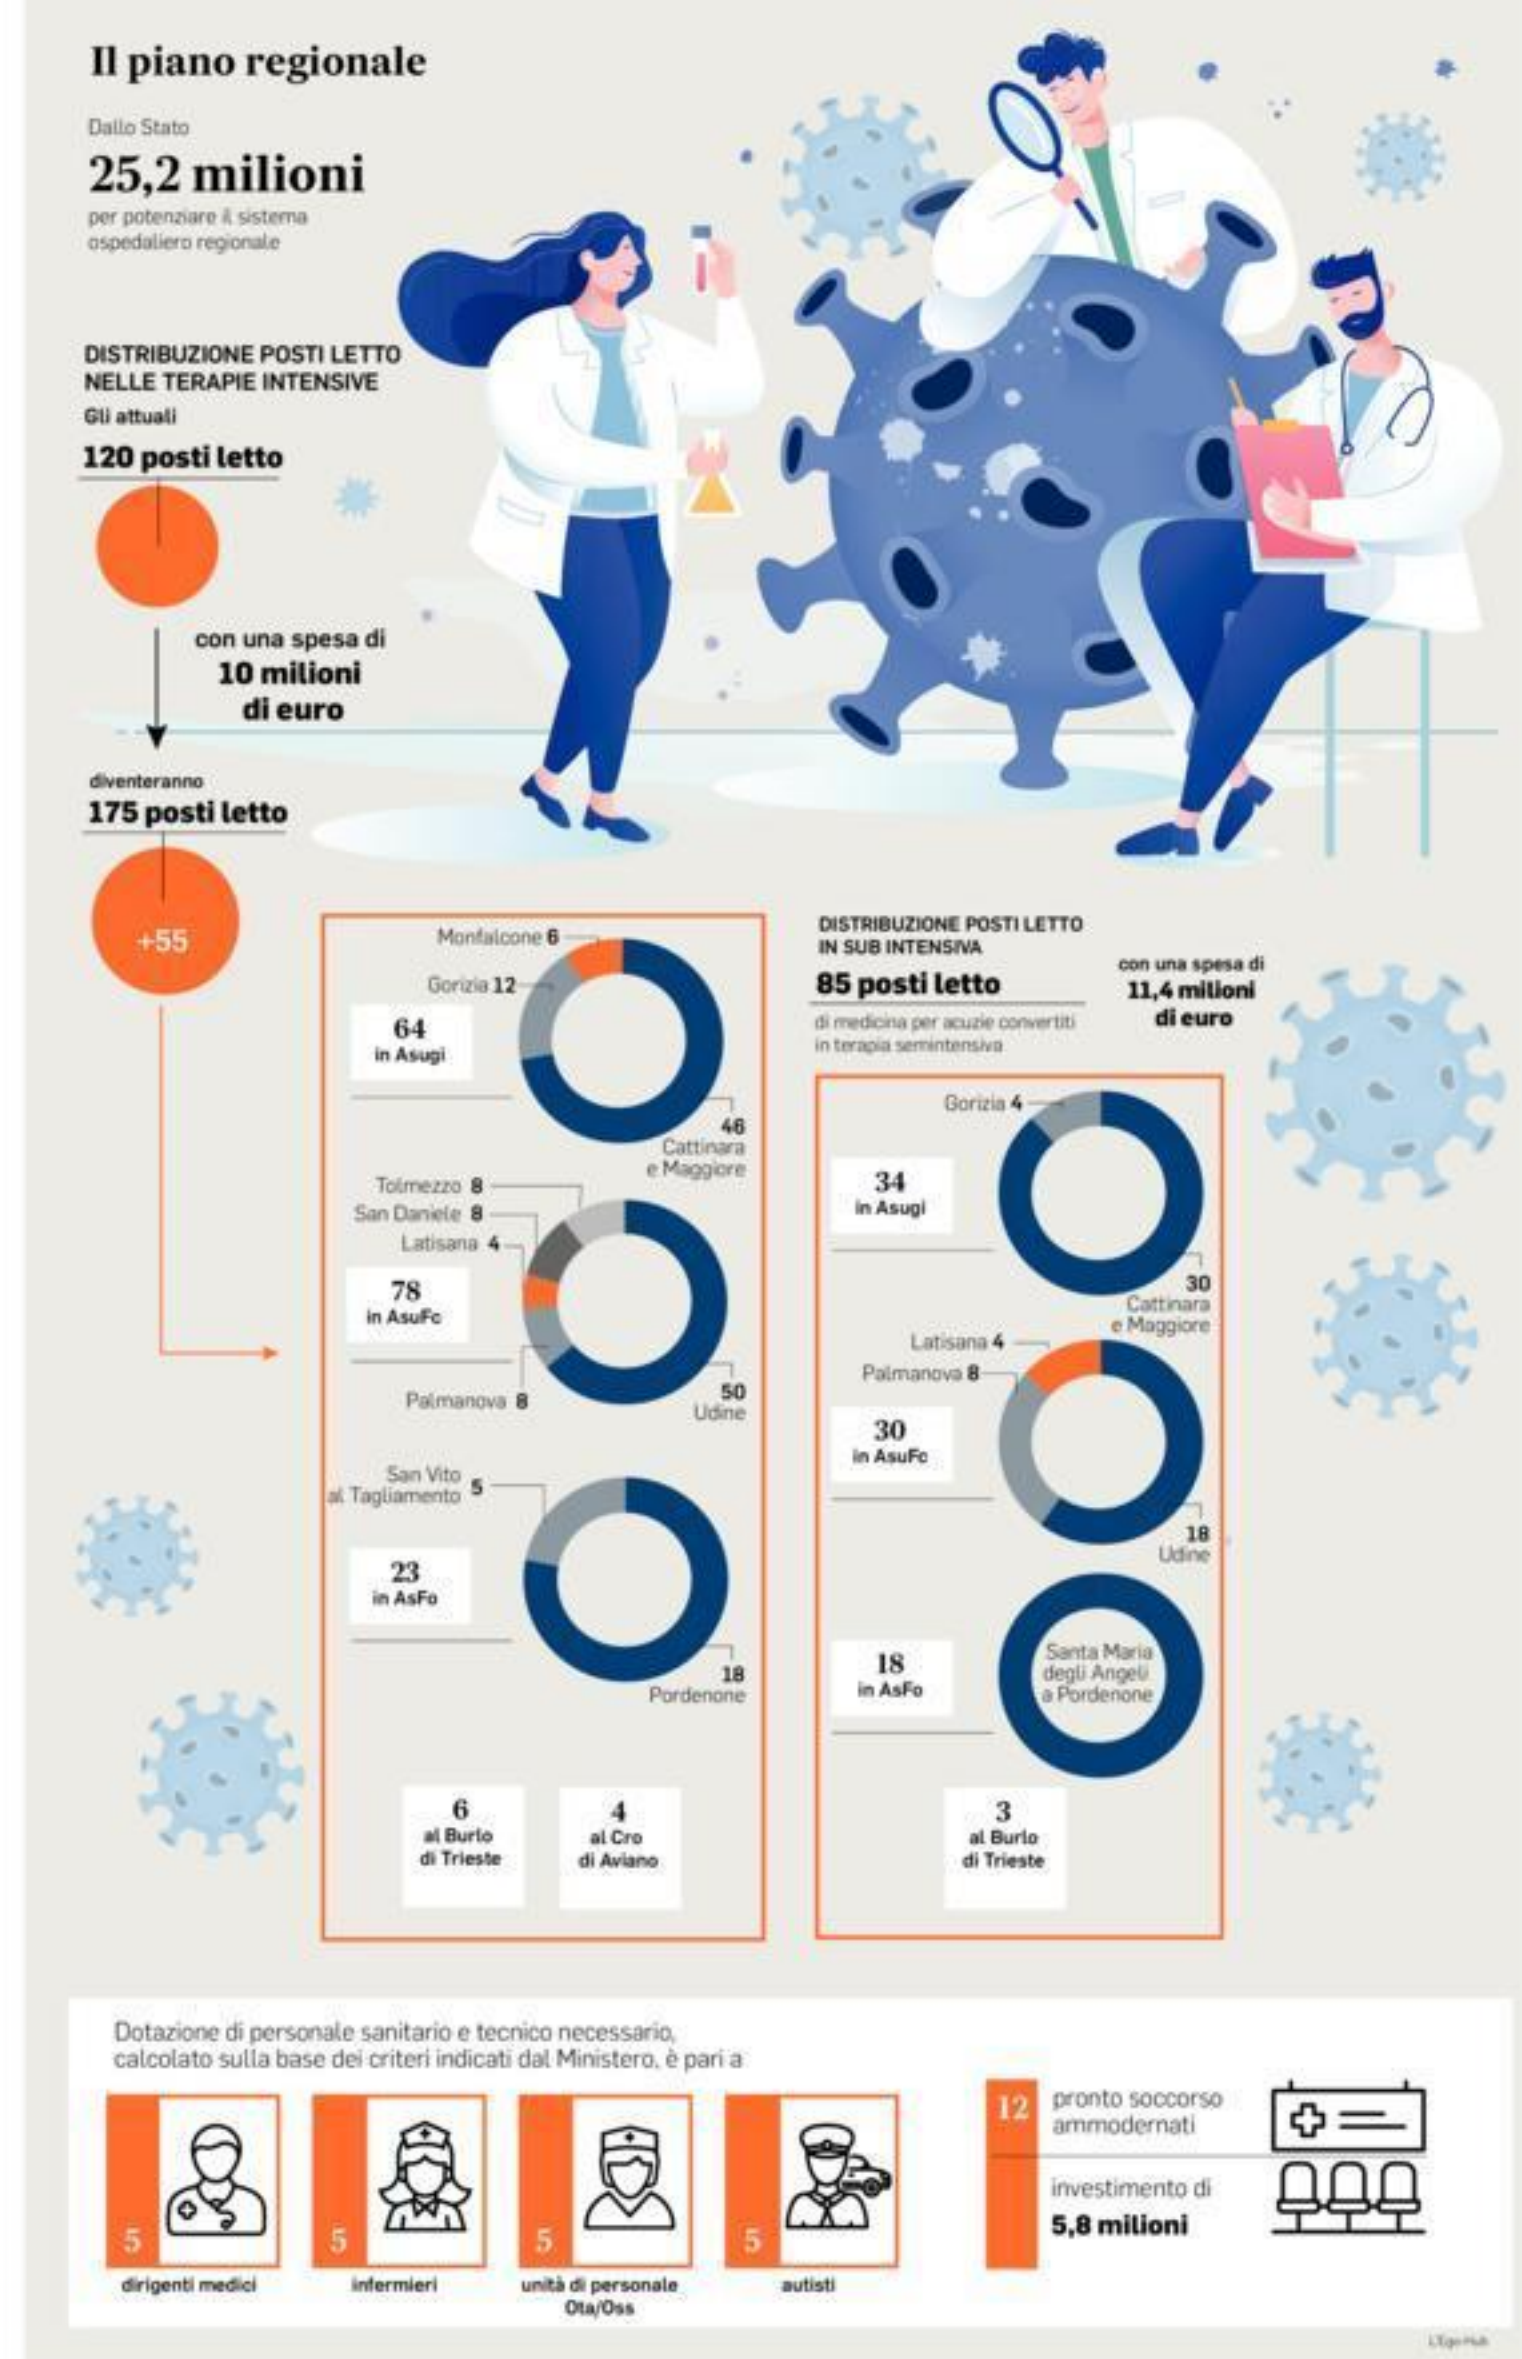 Il piano regionale
Dallo Stato
25,2 milioni
per potenziare il sistema
ospedaliero regionale
DISTRIBUZIONE POSTI LETTO
NELLE TERAPIE INTENSIVE
Gli attuali
120 posti letto
con una spesa di
10 milioni
di euro
diventeranno
175 posti letto
+55
Monfalcone 6
Gorizia 12
64
in Asugi
46
Cattinara
e Maggiore
Tolmezzo 8
San Daniele 8
Latisana 4
78
in AsuFc
Palmanova 8
50
Udine
San Vito
al Tagliamento 5
23
in AsFo
18
Pordenone
6
al Burlo
di Trieste
4
al Cro
di Aviano
DISTRIBUZIONE POSTI LETTO
IN SUB INTENSIVA
85 posti letto
di medicina per acuzie convertiti
in terapia semintensiva
con una spesa di
11,4 milioni
di euro
Gorizia 4
34
in Asugi
30
Cattinara
e Maggiore
Latisana 4
Palmanova 8
30
in AsuFc
18
Udine
18
in AsFo
Santa Maria
degli Angeli
a Pordenone
3
al Burlo
di Trieste
Dotazione di personale sanitario e tecnico necessario,
calcolato sulla base dei criteri indicati dal Ministero, è pari a
5
dirigenti medici
5
infermieri
5
unità di personale
Ota/Oss
5
autisti
12
pronto soccorso
ammodernati
investimento di
5,8 milioni
L'Ego-Hub